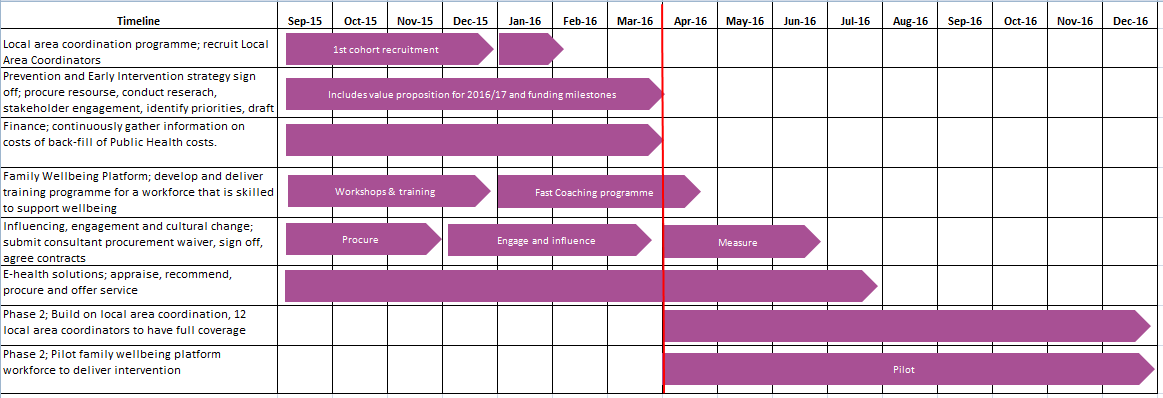 Timeline Sep-15 Oct-15 Nov-15 Dec-15 Jan-16 Feb-16 Mar-16 Apr-16 May-16 Jun-16 Jul-16 Aug-16 Sep-16 Oct-16 Nov-16 Dec-16
Local area coordination programme; recruit Local
Area Coordinators
1st cohort recruitment
Prevention and Early Intervention strategy sign
off; procure resourse, conduct reserach,
stakeholder engagement, identify priorities, draft
Includes value proposition for 2016/17 and funding milestones
Finance; continuously gather information on
costs of back-fill of Public Health costs.
Family Wellbeing Platform; develop and deliver
training programme for a workforce that is skilled
to support wellbeing
Workshops & training
Fast Coaching programme
Influencing, engagement and cultural change;
submit consultant procurement waiver, sign off,
agree contracts
Procure
Engage and influence
Measure
E-health solutions; appraise, recommend,
procure and offer service
Phase 2; Build on local area coordination, 12
local area coordinators to have full coverage
Phase 2; Pilot family wellbeing platform
workforce to deliver intervention
Pilot